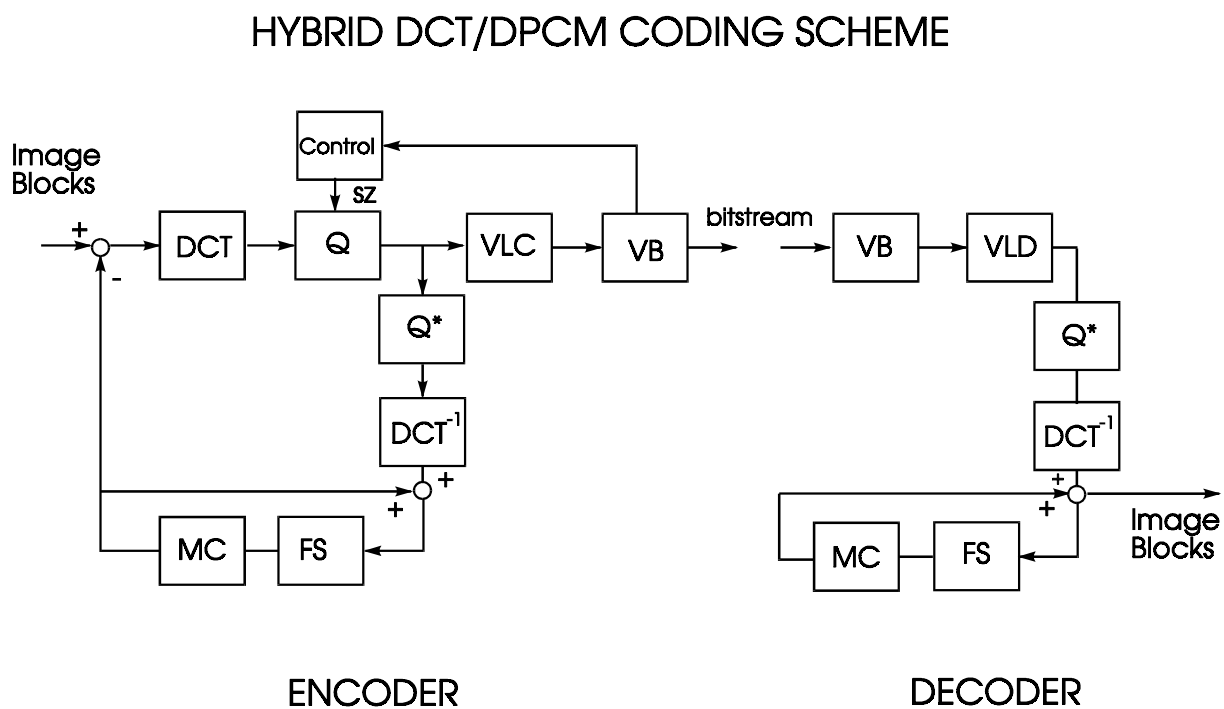 HYBRID DCT/DPCM CODING SCHEME
Control
Image
Blocks
SZ
+
DCT
Q
VLC
VB
bitstream
VB
VLD
-
Q*
Q*
DCT-1
DCT-1
+
+
+
+
MC
FS
MC
FS
Image
Blocks
ENCODER
DECODER